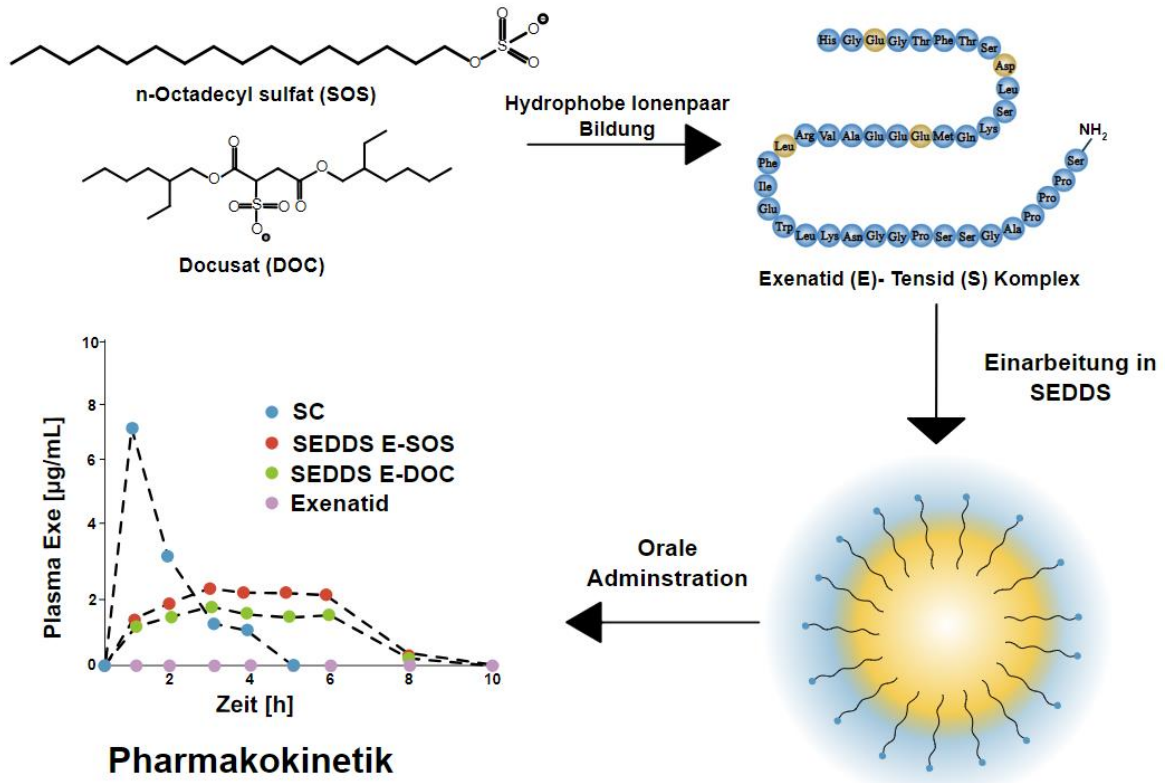 O
O
S
O
O
⊖
n-Octadecyl sulfat (SOS)
O
O
O
O
O
S
O
O
⊖
Docusat (DOC)
Hydrophobe Ionenpaar
Bildung
His Gly Glu Gly Thr Phe Thr Ser
Asp
Leu
Ser
Lys
Gln
Met
Glu
Glu
Glu
Ala
Val
Arg
Leu
Phe
Ile
Glu
Trp
Leu Lys Asn Gly Gly Pro Ser Ser Gly Ala
Pro
Pro
Pro
Ser
NH2
Exenatid (E)- Tensid (S) Komplex
Einarbeitung in
SEDDS
Orale
Adminstration
Plasma Exe [µg/mL]
10
8
6
4
2
0
SC
SEDDS E-SOS
SEDDS E-DOC
Exenatid
2 4 6 8 10
Zeit [h]
Pharmakokinetik